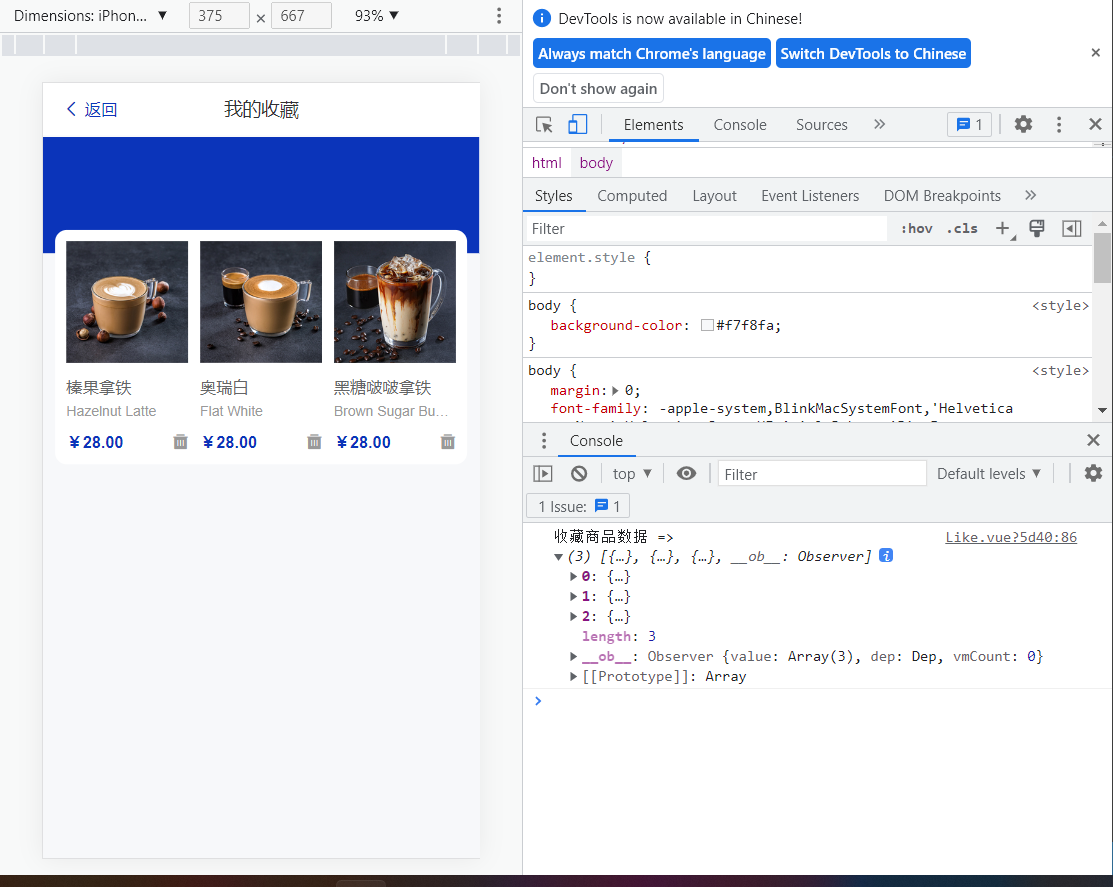 Dimensions: iPhon... ▼ 375 × 667 93% ▼
返回 我的收藏
榛果拿铁
Hazelnut Latte
¥28.00
奥瑞白
Flat White
¥28.00
黑糖啵啵拿铁
Brown Sugar Bu...
¥28.00
DevTools is now available in Chinese!
Always match Chrome's language Switch DevTools to Chinese
Don't show again
Elements Console Sources » 1
html body
Styles Computed Layout Event Listeners DOM Breakpoints »
Filter :hov .cls +
element.style {
}
body { <style>
background-color: #f7f8fa;
}
body { <style>
margin: 0;
font-family: -apple-system,BlinkMacSystemFont,'Helvetica
Console
top ▼ Filter Default levels ▼
1 Issue: 1
收藏商品数据 => Like.vue?5d40:86
(3) [{…}, {…}, {…}, __ob__: Observer]
0: {…}
1: {…}
2: {…}
length: 3
__ob__: Observer {value: Array(3), dep: Dep, vmCount: 0}
[[Prototype]]: Array